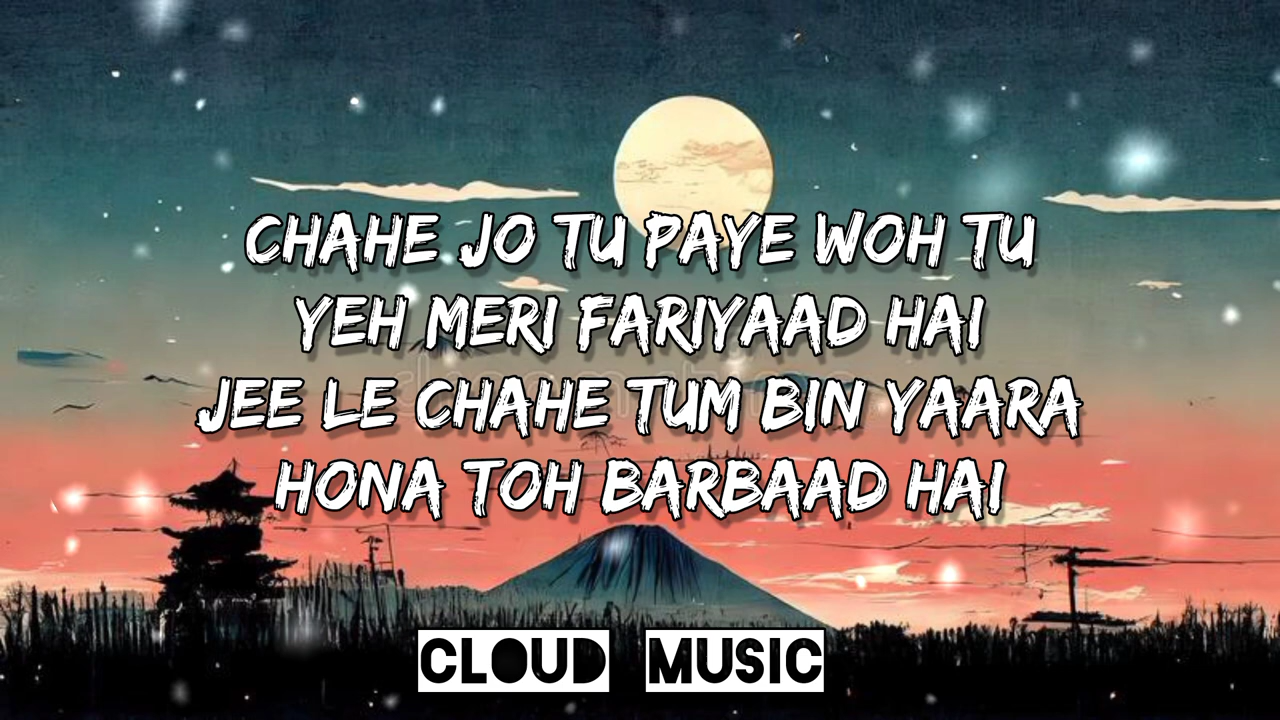 CHAHE JO TU PAYE WOH TU
YEH MERI FARIYAAD HAI
JEE LE CHAHE TUM BIN YAARA
HONA TOH BARBAAD HAI
CLOUD MUSIC